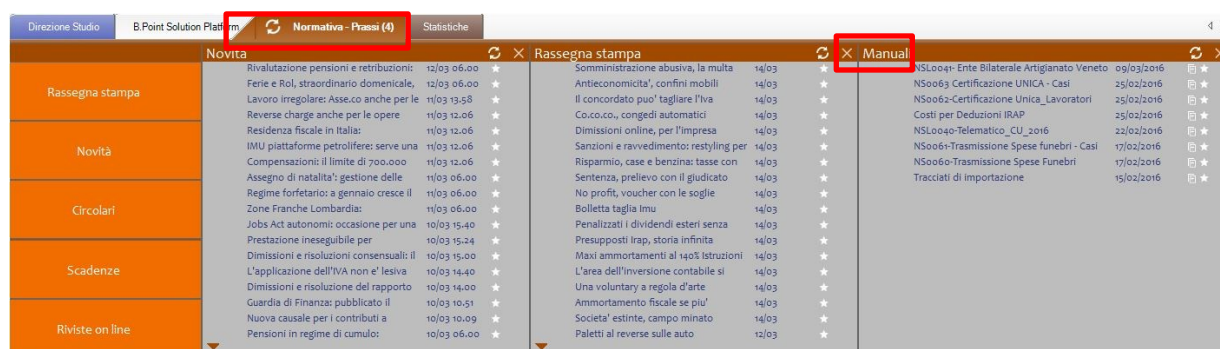 Direzione Studio
B.Point Solution Platform
Normativa - Prassi (4)
Statistiche
Rassegna stampa
Novità
Circolari
Scadenze
Riviste on line
Novità
Rivalutazione pensioni e retribuzioni: 12/03 06.00
Ferie e Rol, straordinario domenicale, 12/03 06.00
Lavoro irregolare: Asse.co anche per le 11/03 13.58
Reverse charge anche per le opere 11/03 12.06
Residenza fiscale in Italia: 11/03 12.06
IMU piattaforme petrolifere: serve una 11/03 12.06
Compensazioni: il limite di 700.000 11/03 12.06
Assegno di natalita': gestione delle 11/03 06.00
Regime forfetario: a gennaio cresce il 11/03 06.00
Zone Franche Lombardia: 11/03 06.00
Jobs Act autonomi: occasione per una 10/03 15.40
Prestazione ineseguibile per 10/03 15.24
Dimissioni e risoluzioni consensuali: il 10/03 15.00
L'applicazione dell'IVA non e' lesiva 10/03 14.40
Dimissioni e risoluzione del rapporto 10/03 14.00
Guardia di Finanza: pubblicato il 10/03 10.51
Nuova causale per i contributi a 10/03 10.09
Pensioni in regime di cumulo: 10/03 06.00
Rassegna stampa
Somministrazione abusiva, la multa 14/03
Antieconomicita', confini mobili 14/03
Il concordato puo' tagliare l'Iva 14/03
Co.co.co., congedi automatici 14/03
Dimissioni online, per l'impresa 14/03
Sanzioni e ravvedimento: restyling per 14/03
Risparmio, case e benzina: tasse con 14/03
Sentenza, prelievo con il giudicato 14/03
No profit, voucher con le soglie 14/03
Bolletta taglia Imu 14/03
Penalizzati i dividendi esteri senza 14/03
Presupposti Irap, storia infinita 14/03
Maxi ammortamenti al 140% Istruzioni 14/03
L'area dell'inversione contabile si 14/03
Una voluntary a regola d'arte 14/03
Ammortamento fiscale se piu' 14/03
Societa' estinte, campo minato 14/03
Paletti al reverse sulle auto 12/03
Manuali
NSL0041- Ente Bilaterale Artigianato Veneto 09/03/2016
NS0063 Certificazione UNICA - Casi 25/02/2016
NS0062-Certificazione Unica_Lavoratori 25/02/2016
Costi per Deduzioni IRAP 25/02/2016
NSL0040-Telematico_CU_2016 22/02/2016
NS0061-Trasmissione Spese funebri - Casi 17/02/2016
NS0060-Trasmissione Spese Funebri 17/02/2016
Tracciati di importazione 15/02/2016